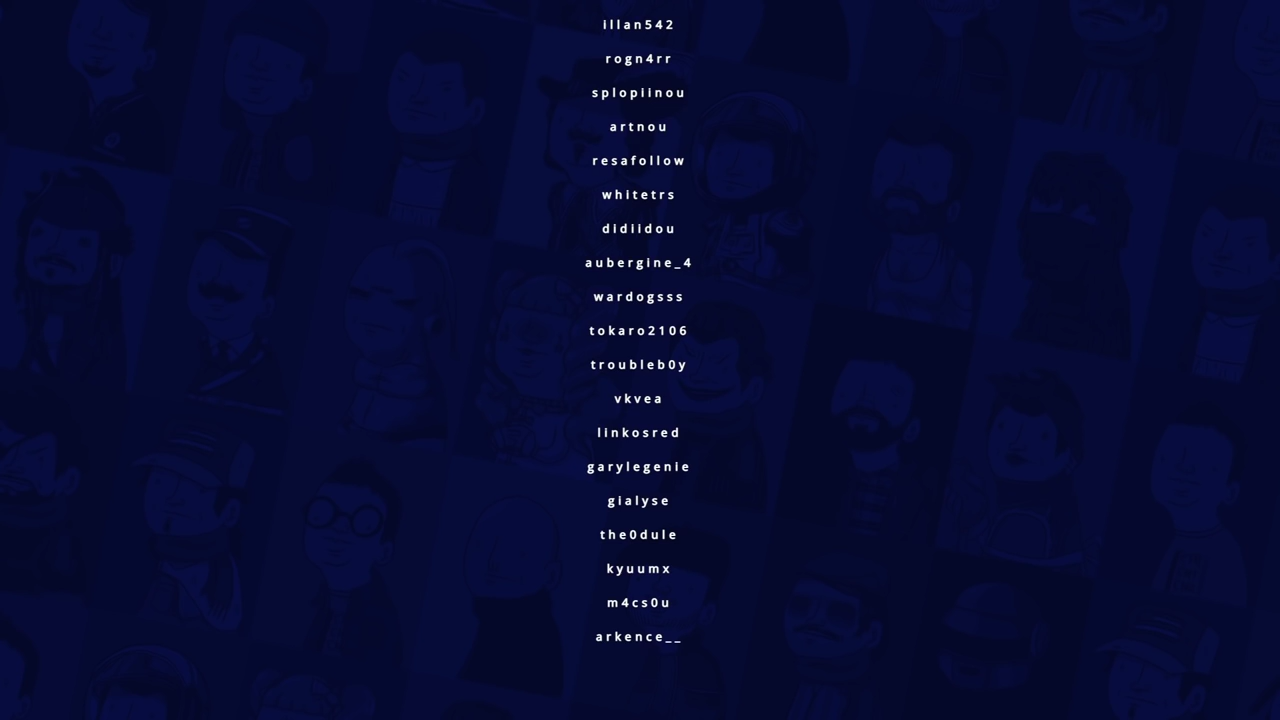 illan542
rogn4rr
splopiinou
artnou
resafollow
whitetrs
didiidou
aubergine_4
wardogsss
tokaro2106
troubleb0y
vkvea
linkosred
garylegenie
gialyse
the0dule
kyuumx
m4cs0u
arkence__